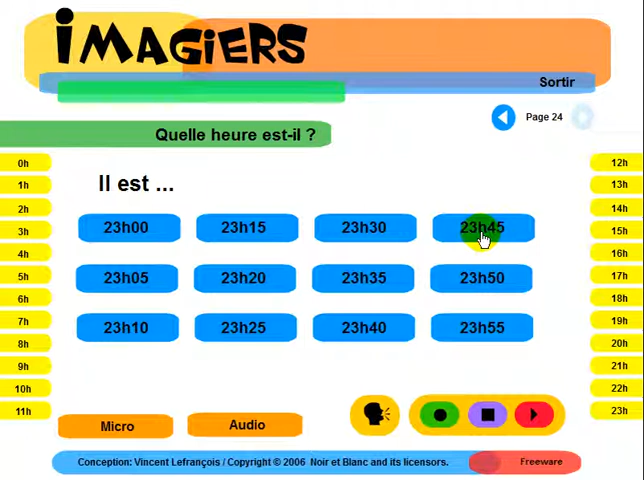 iMAGiERS
Sortir
Page 24
Quelle heure est-il ?
Il est ...
0h
1h
2h
3h
4h
5h
6h
7h
8h
9h
10h
11h
23h00 23h15 23h30 23h45
23h05 23h20 23h35 23h50
23h10 23h25 23h40 23h55
12h
13h
14h
15h
16h
17h
18h
19h
20h
21h
22h
23h
Micro Audio
Conception: Vincent Lefrançois / Copyright © 2006 Noir et Blanc and its licensors. Freeware